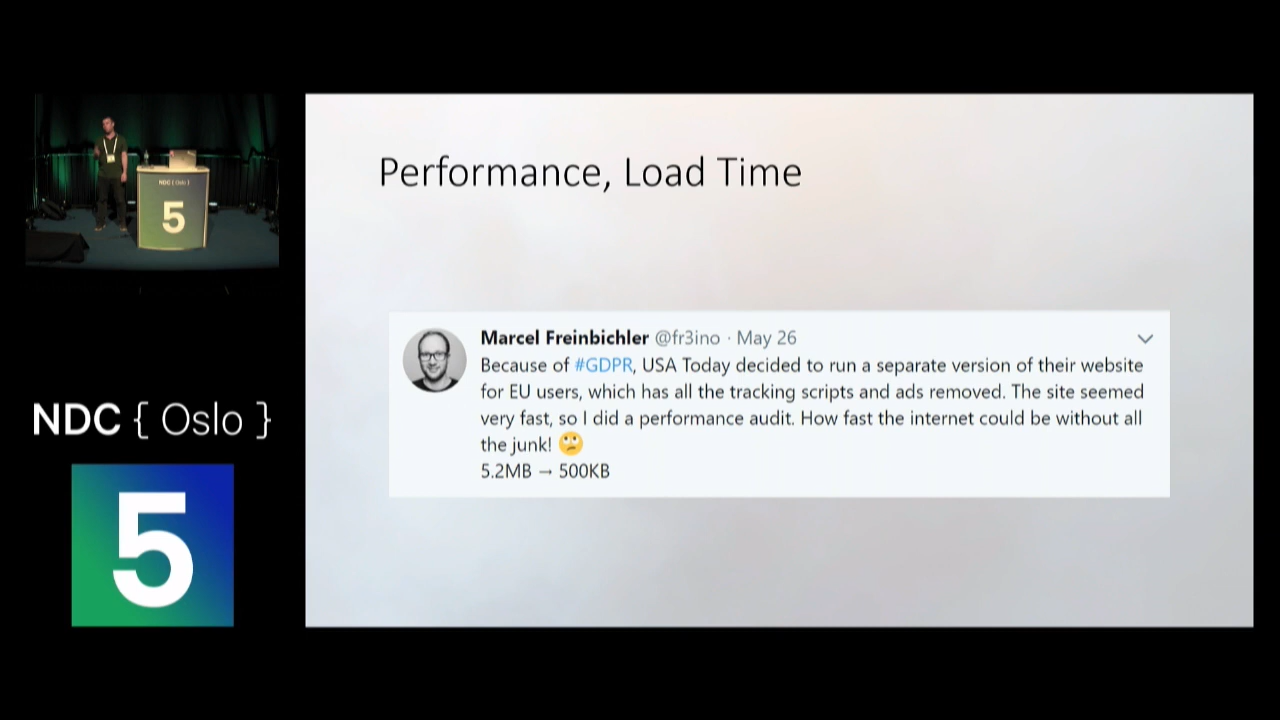 NDC { Oslo }
5
NDC { Oslo }
5
Performance, Load Time
Marcel Freinbichler @fr3ino · May 26
Because of #GDPR, USA Today decided to run a separate version of their website
for EU users, which has all the tracking scripts and ads removed. The site seemed
very fast, so I did a performance audit. How fast the internet could be without all
the junk! 🙄
5.2MB → 500KB